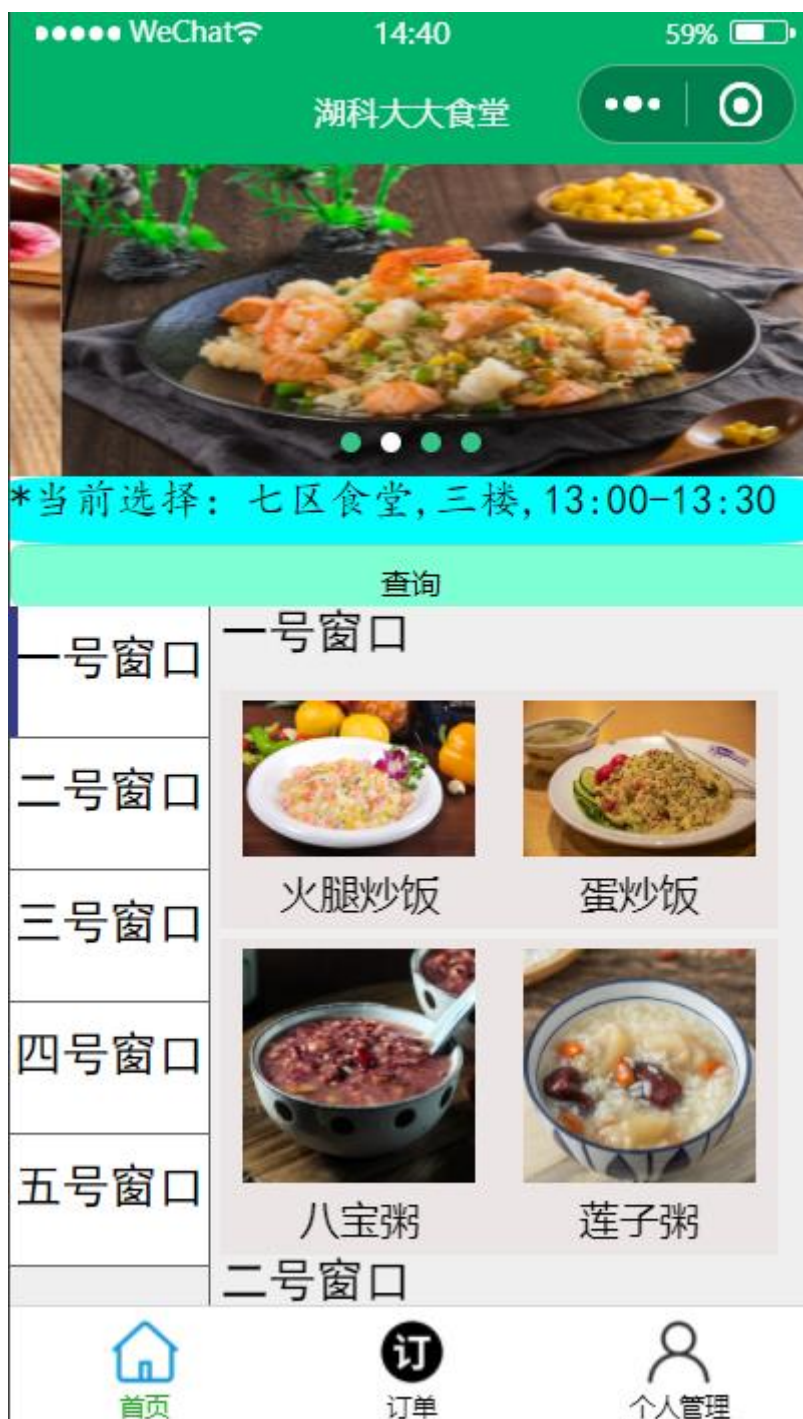 ●●●●● WeChat 14:40 59%
湖科大大食堂
*当前选择: 七区食堂,三楼,13:00-13:30
查询
一号窗口
二号窗口
三号窗口
四号窗口
五号窗口
一号窗口
火腿炒饭 蛋炒饭
八宝粥 莲子粥
二号窗口
首页 订 订单 个人管理